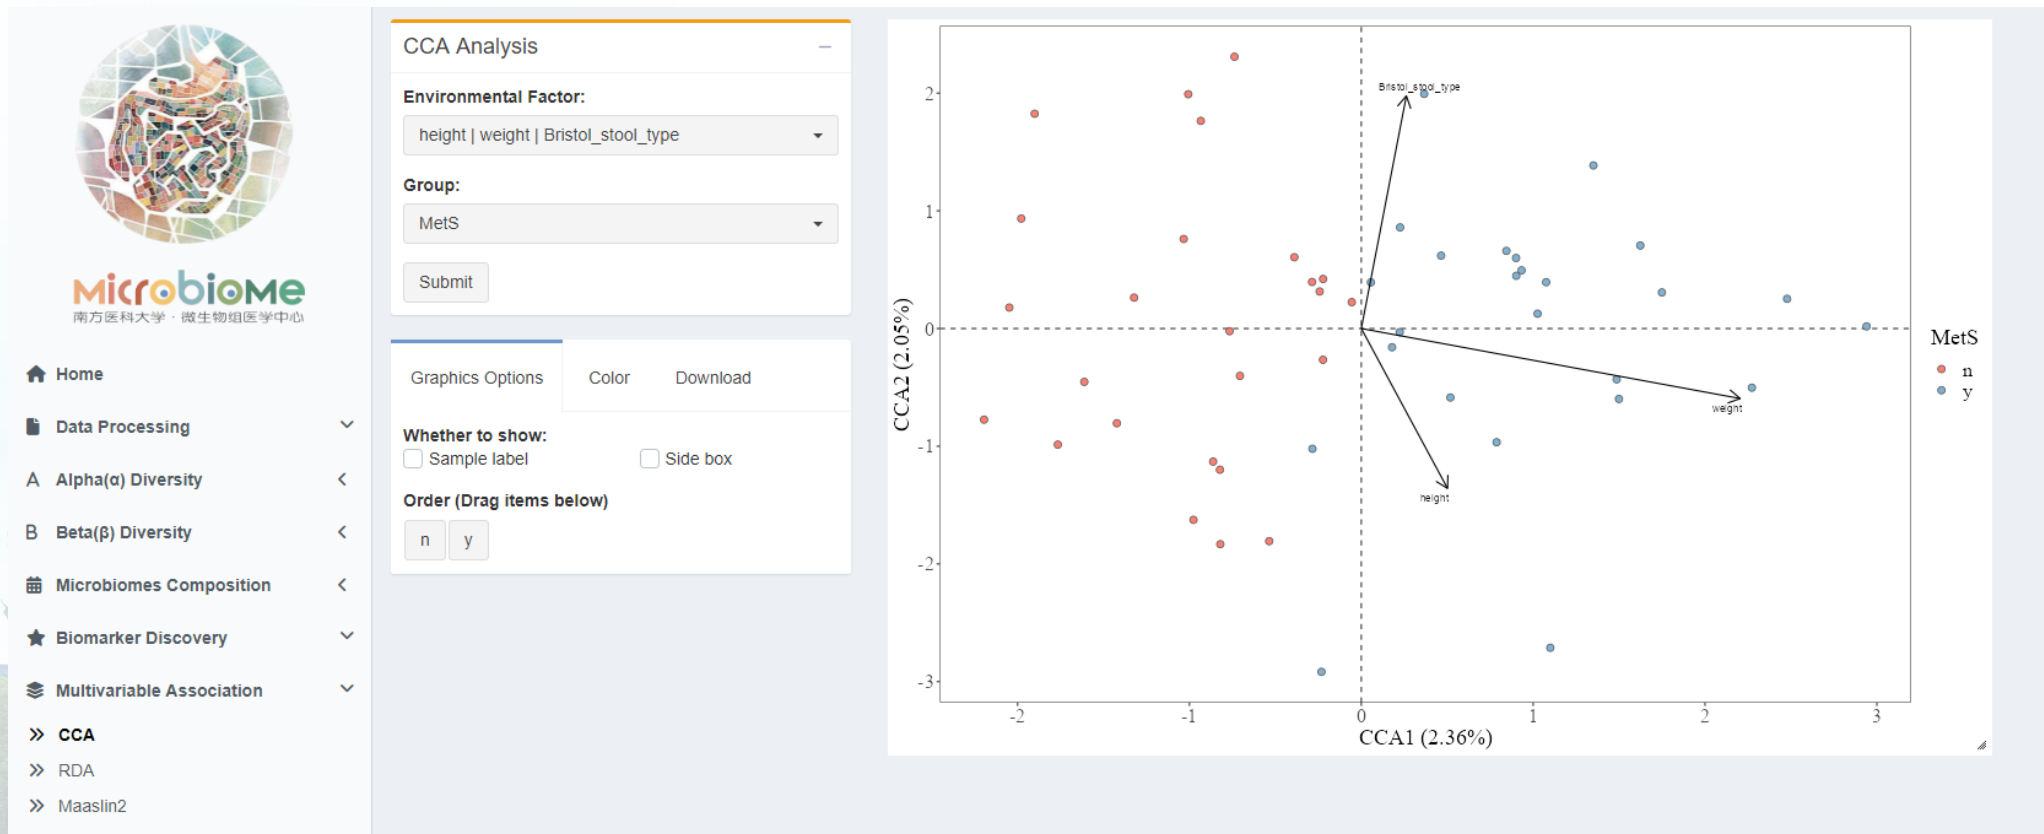 MicrobioMe
南方医科大学·微生物组医学中心
Home
Data Processing
A Alpha(α) Diversity
B Beta(β) Diversity
Microbiomes Composition
Biomarker Discovery
Multivariable Association
CCA
RDA
Maaslin2
CCA Analysis
Environmental Factor:
height | weight | Bristol_stool_type
Group:
MetS
Submit
Graphics Options Color Download
Whether to show:
Sample label Side box
Order (Drag items below)
n y
CCA2 (2.05%)
2
1
0
-1
-2
-3
Bristol_stool_type
weight
height
-2 -1 0 1 2 3
CCA1 (2.36%)
MetS
n
y